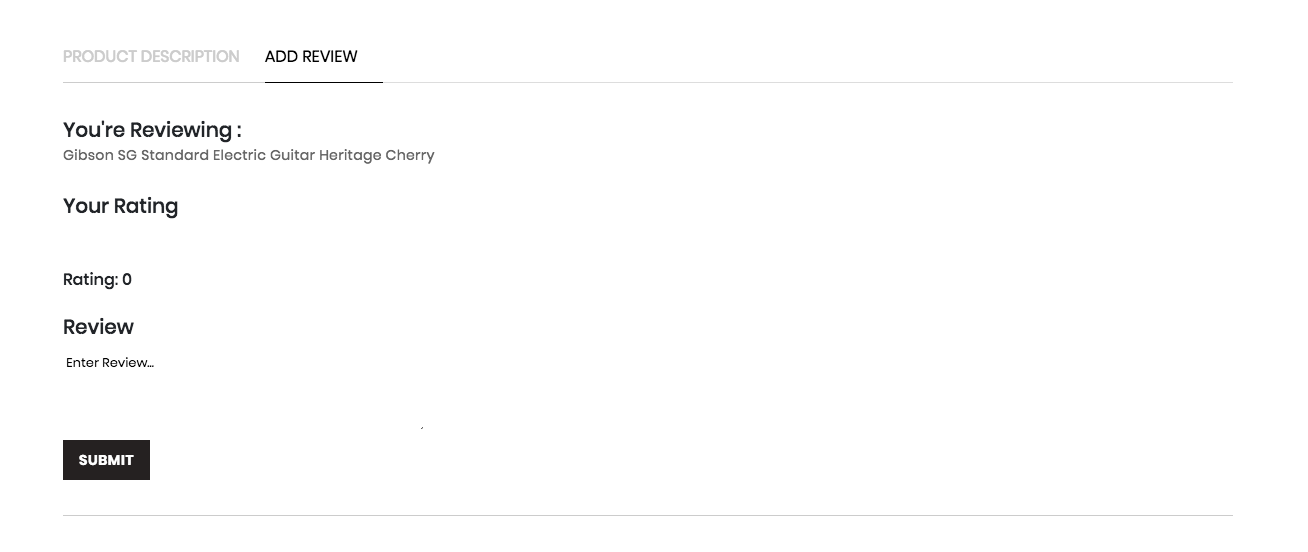 PRODUCT DESCRIPTION ADD REVIEW
You're Reviewing :
Gibson SG Standard Electric Guitar Heritage Cherry
Your Rating
Rating: 0
Review
Enter Review...
SUBMIT